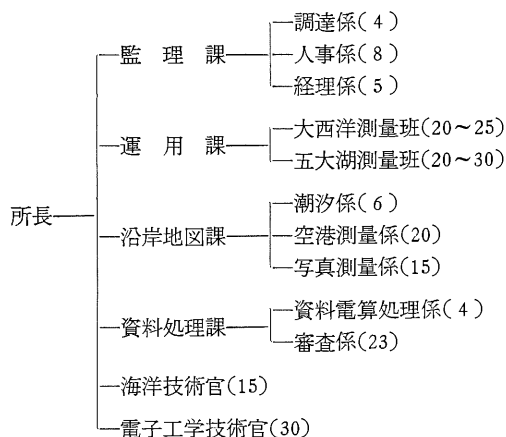 調達係(4)
監理課
人事係(8)
経理係(5)
大西洋測量班(20～25)
運用課
五大湖測量班(20～30)
所長
潮汐係(6)
沿岸地図課
空港測量係(20)
写真測量係(15)
資料電算処理係(4)
資料処理課
審査係(23)
海洋技術官(15)
電子工学技術官(30)